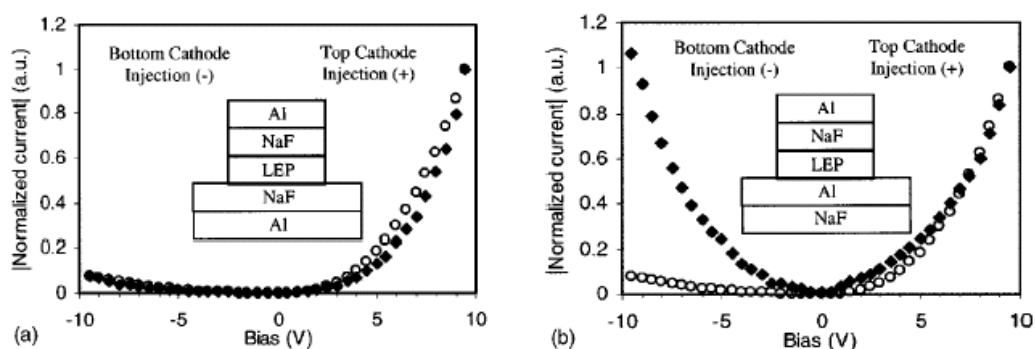 1.2
1
0.8
0.6
0.4
0.2
0
|Normalized current| (a.u.)
Bottom Cathode
Injection (-)
Top Cathode
Injection (+)
Al
NaF
LEP
NaF
Al
-10
-5
0
5
10
Bias (V)
(a)
1.2
1
0.8
0.6
0.4
0.2
0
|Normalized current| (a.u.)
Bottom Cathode
Injection (-)
Top Cathode
Injection (+)
Al
NaF
LEP
Al
NaF
-10
-5
0
5
10
Bias (V)
(b)